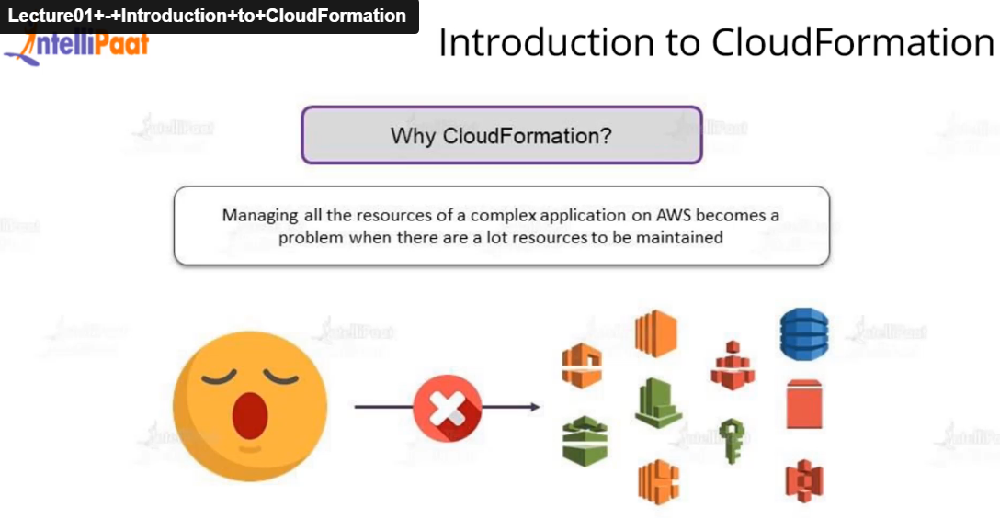 Lecture01+-+Introduction+to+CloudFormation
IntelliPaat
Introduction to CloudFormation
Why CloudFormation?
Managing all the resources of a complex application on AWS becomes a
problem when there are a lot resources to be maintained